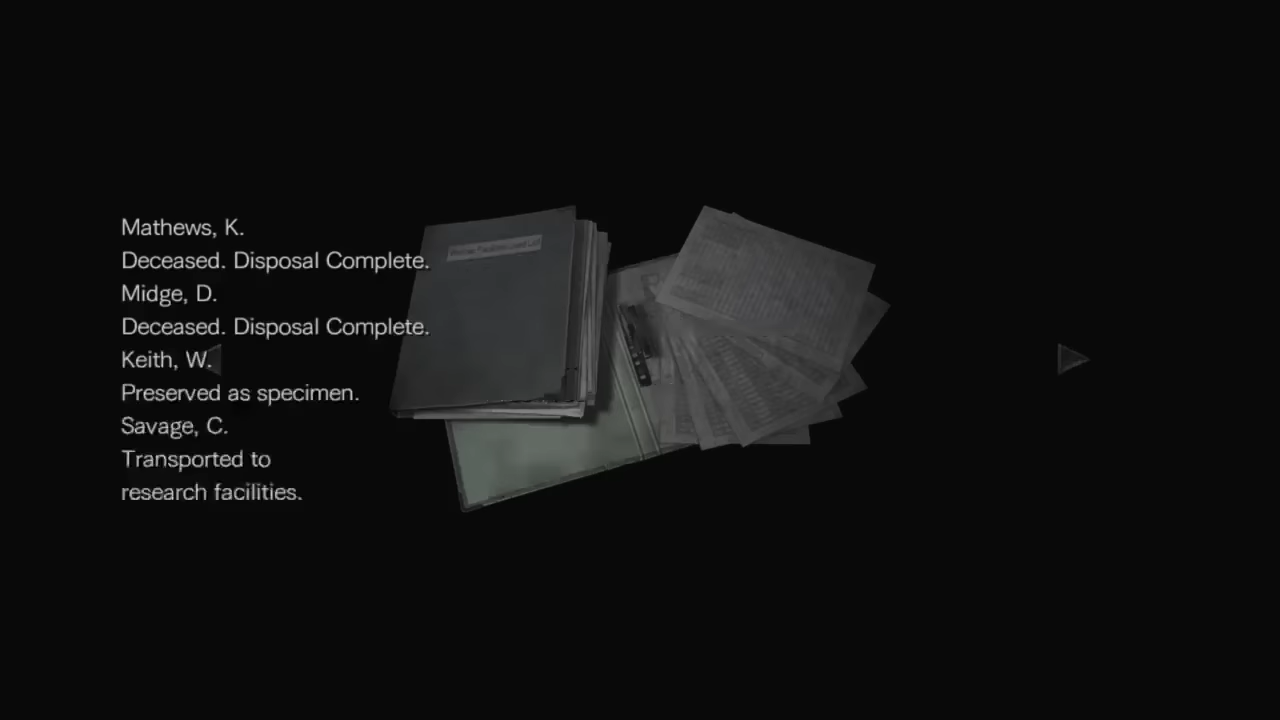 Mathews, K.
Deceased. Disposal Complete.
Midge, D.
Deceased. Disposal Complete.
Keith, W.
Preserved as specimen.
Savage, C.
Transported to
research facilities.